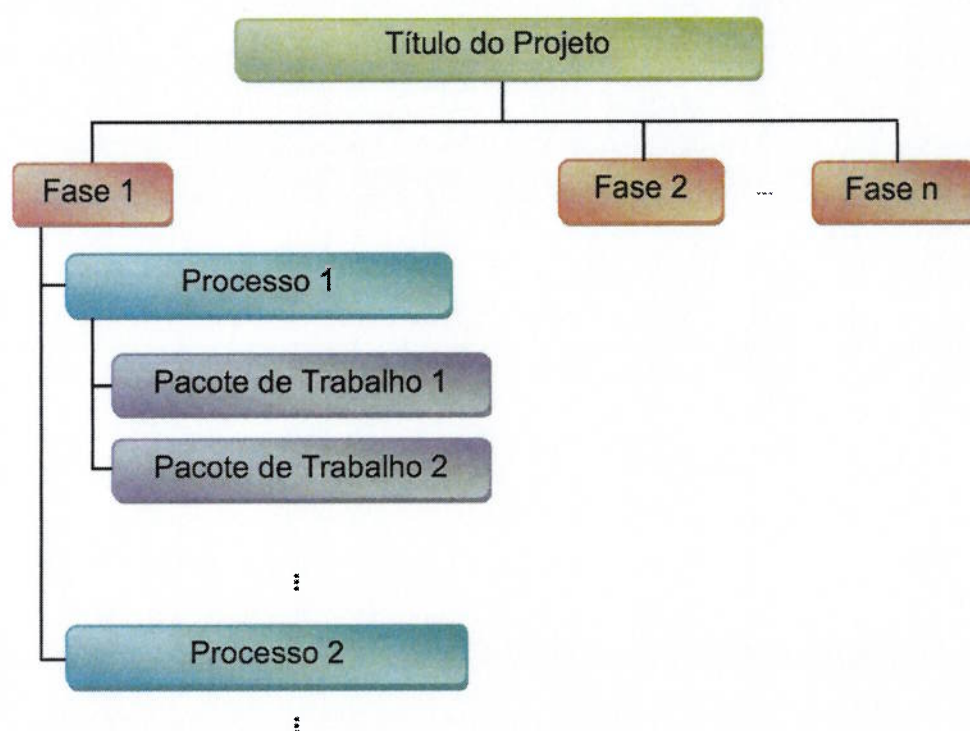 Título do Projeto
Fase 1
Fase 2
...
Fase n
Processo 1
Pacote de Trabalho 1
Pacote de Trabalho 2
...
Processo 2
...